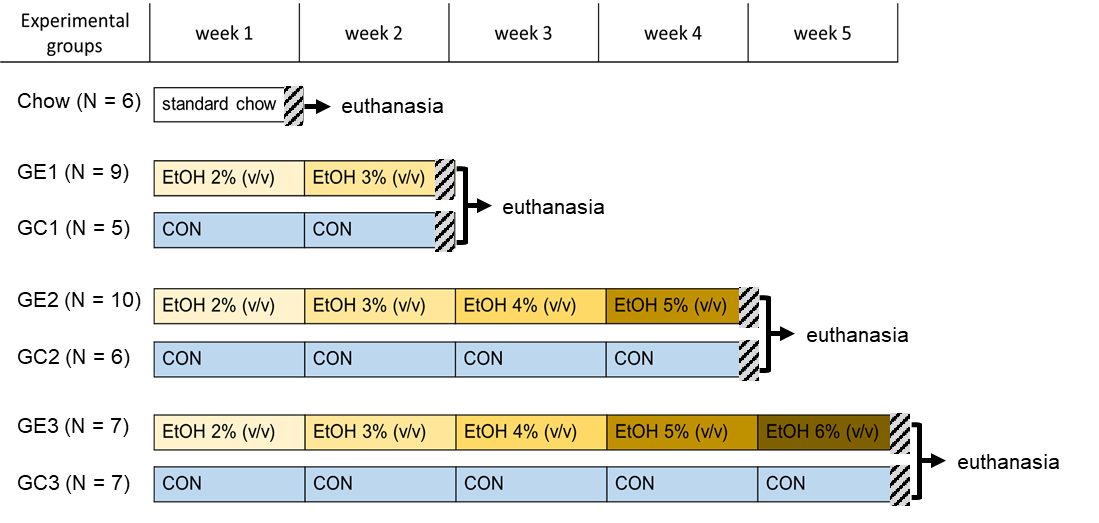 Experimental
groups
week 1
week 2
week 3
week 4
week 5
Chow (N = 6)
standard chow
euthanasia
GE1 (N = 9)
EtOH 2% (v/v)
EtOH 3% (v/v)
euthanasia
GC1 (N = 5)
CON
CON
GE2 (N = 10)
EtOH 2% (v/v)
EtOH 3% (v/v)
EtOH 4% (v/v)
EtOH 5% (v/v)
euthanasia
GC2 (N = 6)
CON
CON
CON
CON
GE3 (N = 7)
EtOH 2% (v/v)
EtOH 3% (v/v)
EtOH 4% (v/v)
EtOH 5% (v/v)
EtOH 6% (v/v)
euthanasia
GC3 (N = 7)
CON
CON
CON
CON
CON